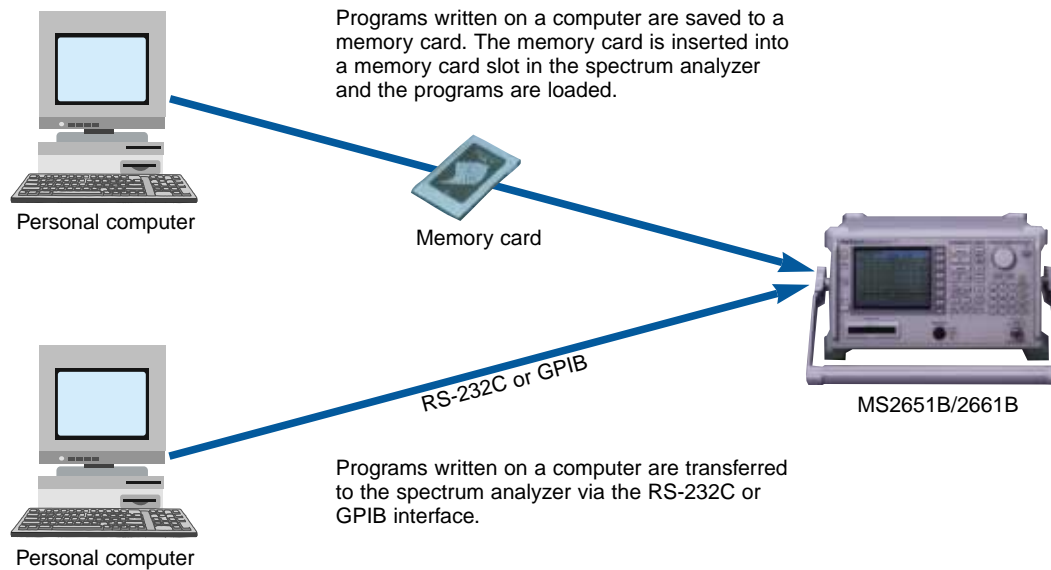 Programs written on a computer are saved to a
memory card. The memory card is inserted into
a memory card slot in the spectrum analyzer
and the programs are loaded.
Personal computer
Memory card
RS-232C or GPIB
MS2651B/2661B
Programs written on a computer are transferred
to the spectrum analyzer via the RS-232C or
GPIB interface.
Personal computer